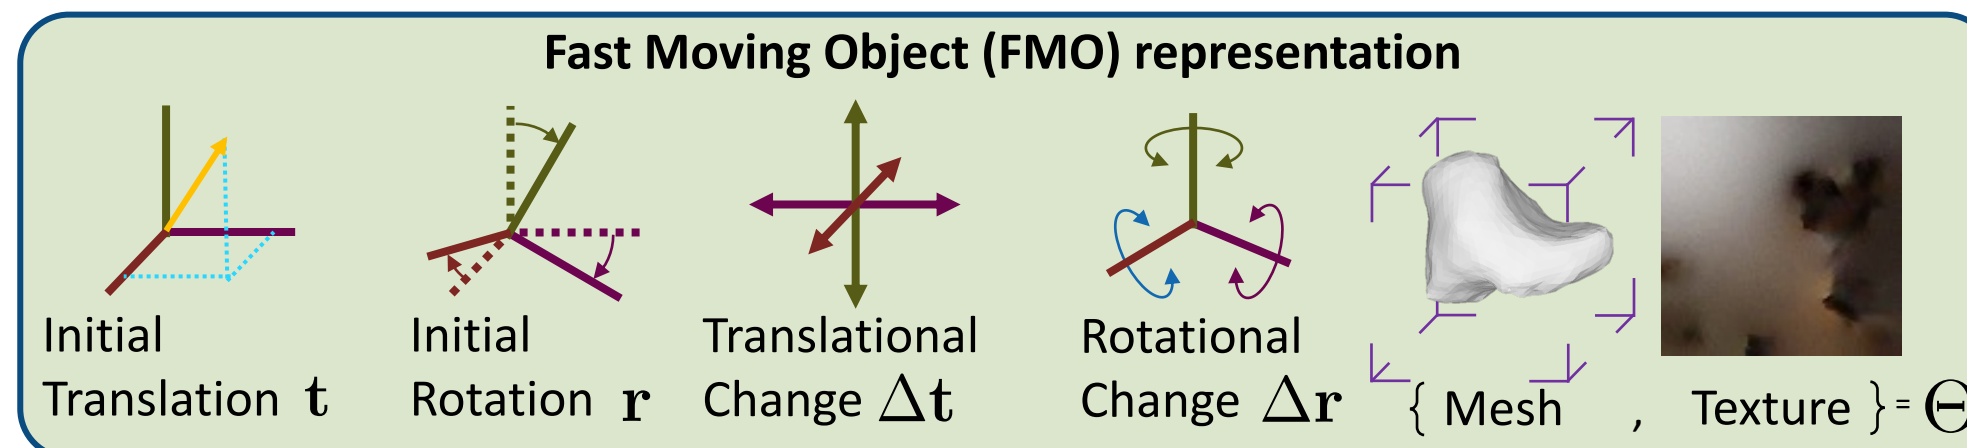 Fast Moving Object (FMO) representation
Initial Translation t
Initial Rotation r
Translational Change Δt
Rotational Change Δr
{ Mesh , Texture } = Θ